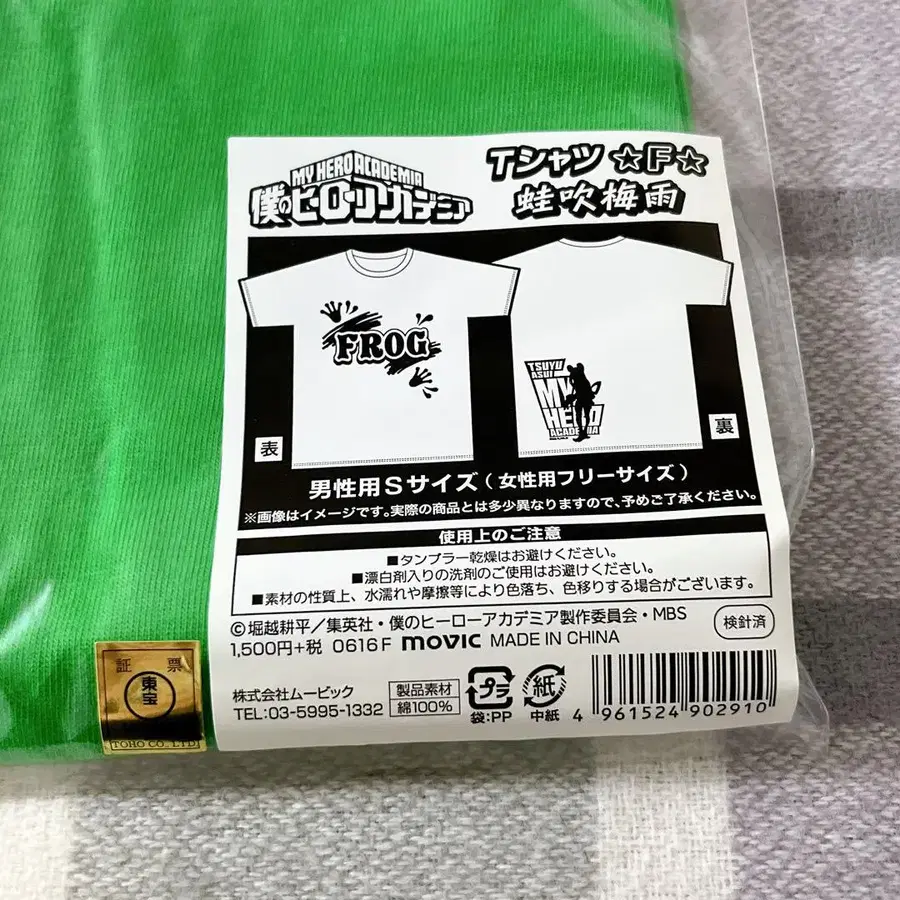 MY HERO ACADEMIA
僕のヒーローアカデミア
Tシャツ ☆F☆
蛙吹梅雨
FROG
TSUYU
ASUI
MY
HERO
ACADEMIA
表
裏
男性用Sサイズ(女性用フリーサイズ)
※画像はイメージです。実際の商品とは多少異なりますので、予めご了承ください。
使用上のご注意
■タンブラー乾燥はお避けください。
■漂白剤入りの洗剤のご使用はお避けください。
■素材の性質上、水濡れや摩擦等により色落ち、色移りする場合がございます。
©堀越耕平/集英社・僕のヒーローアカデミア製作委員会・MBS
1,500円+税 0616F movic MADE IN CHINA
検針済
株式会社ムービック
TEL:03-5995-1332
製品素材
綿100%
プラ
袋:PP
紙
中紙
4 961524 902910
証 票
東宝
TOHO CO., LTD